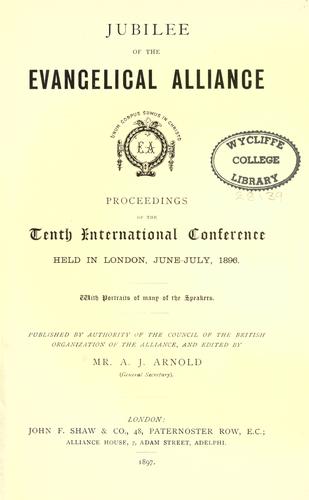 JUBILEE
OF THE
EVANGELICAL ALLIANCE
UNUM CORPUS SUMUS IN CHRISTO
EA
WYCLIFFE
COLLEGE
LIBRARY
28139
PROCEEDINGS
OF THE
Tenth International Conference
HELD IN LONDON, JUNE-JULY, 1896.
With Portraits of many of the Speakers.
PUBLISHED BY AUTHORITY OF THE COUNCIL OF THE BRITISH
ORGANIZATION OF THE ALLIANCE, AND EDITED BY
MR. A. J. ARNOLD
(General Secretary).
LONDON:
JOHN F. SHAW & CO., 48, PATERNOSTER ROW, E.C.;
ALLIANCE HOUSE, 7, ADAM STREET, ADELPHI.
1897.